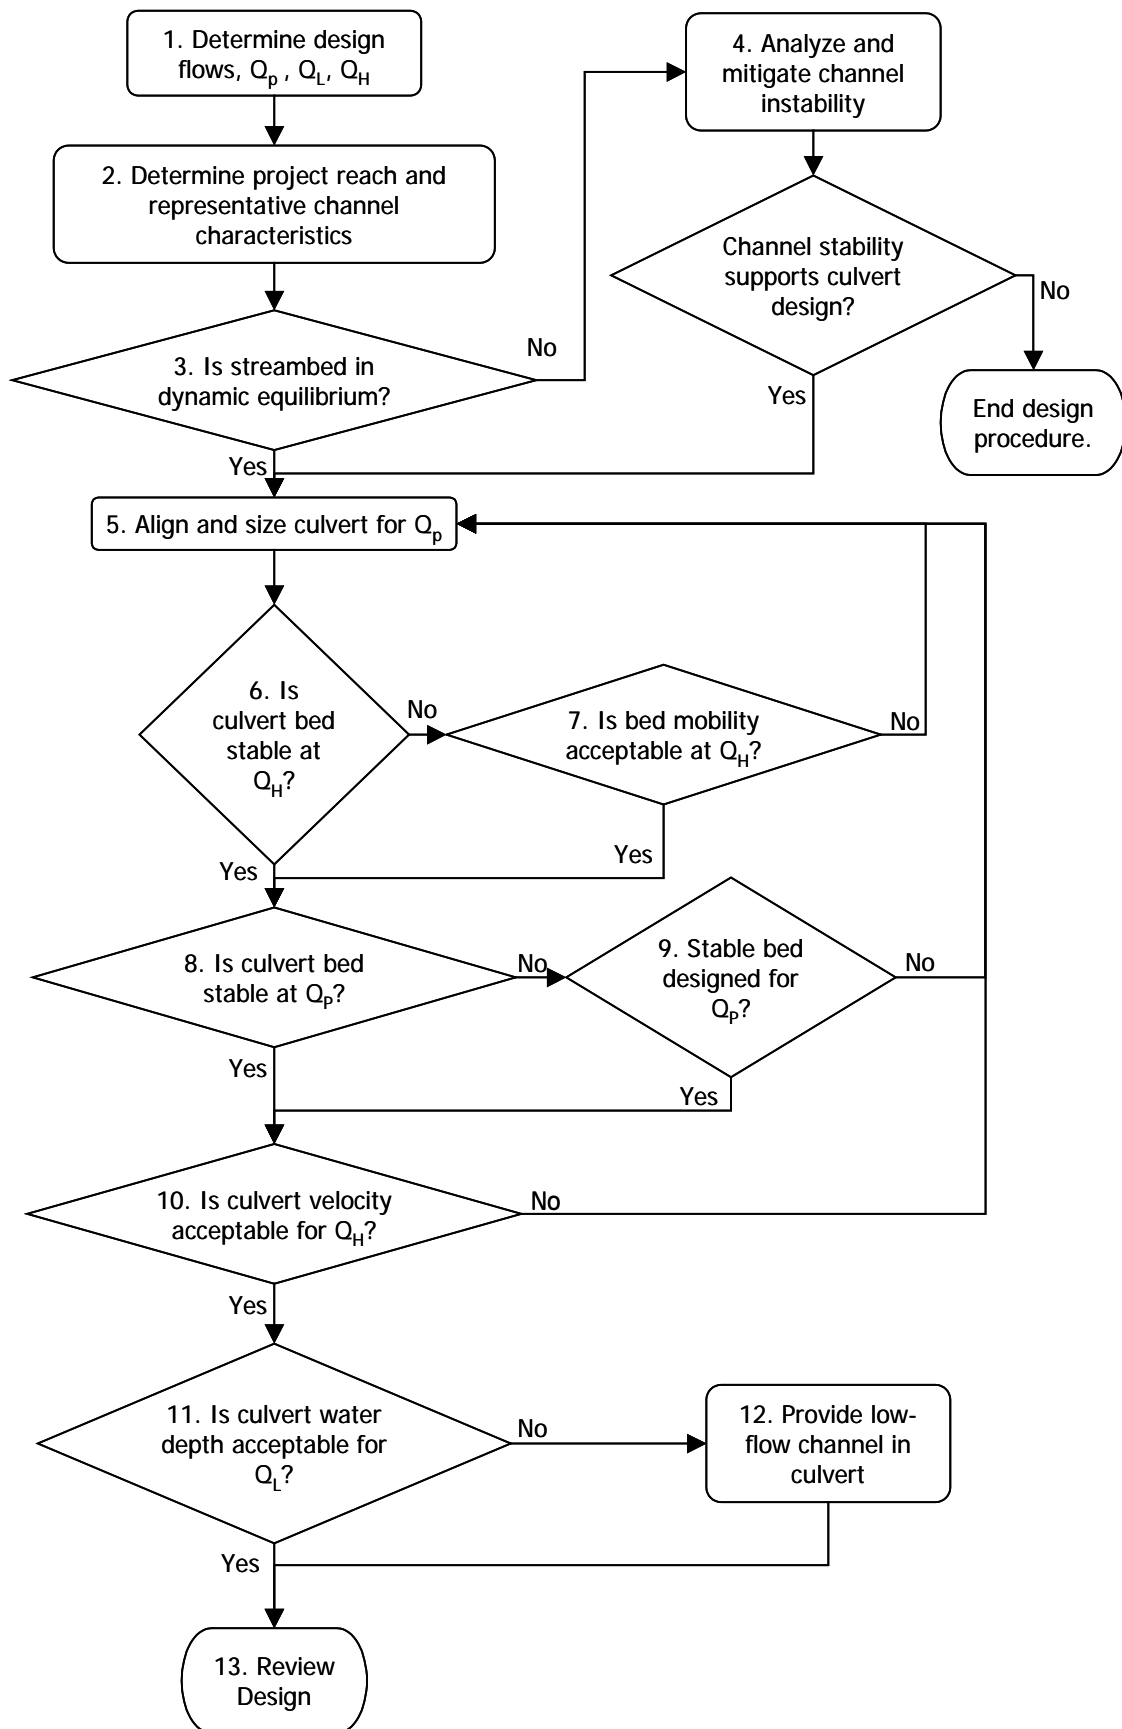 1. Determine design
flows, Qp , QL, QH
2. Determine project reach and
representative channel
characteristics
3. Is streambed in
dynamic equilibrium?
No
Yes
4. Analyze and
mitigate channel
instability
Channel stability
supports culvert
design?
No
Yes
End design
procedure.
5. Align and size culvert for Qp
6. Is
culvert bed
stable at
QH?
No
Yes
7. Is bed mobility
acceptable at QH?
No
Yes
8. Is culvert bed
stable at QP?
No
Yes
9. Stable bed
designed for
QP?
No
Yes
10. Is culvert velocity
acceptable for QH?
No
Yes
11. Is culvert water
depth acceptable for
QL?
No
Yes
12. Provide low-
flow channel in
culvert
13. Review
Design